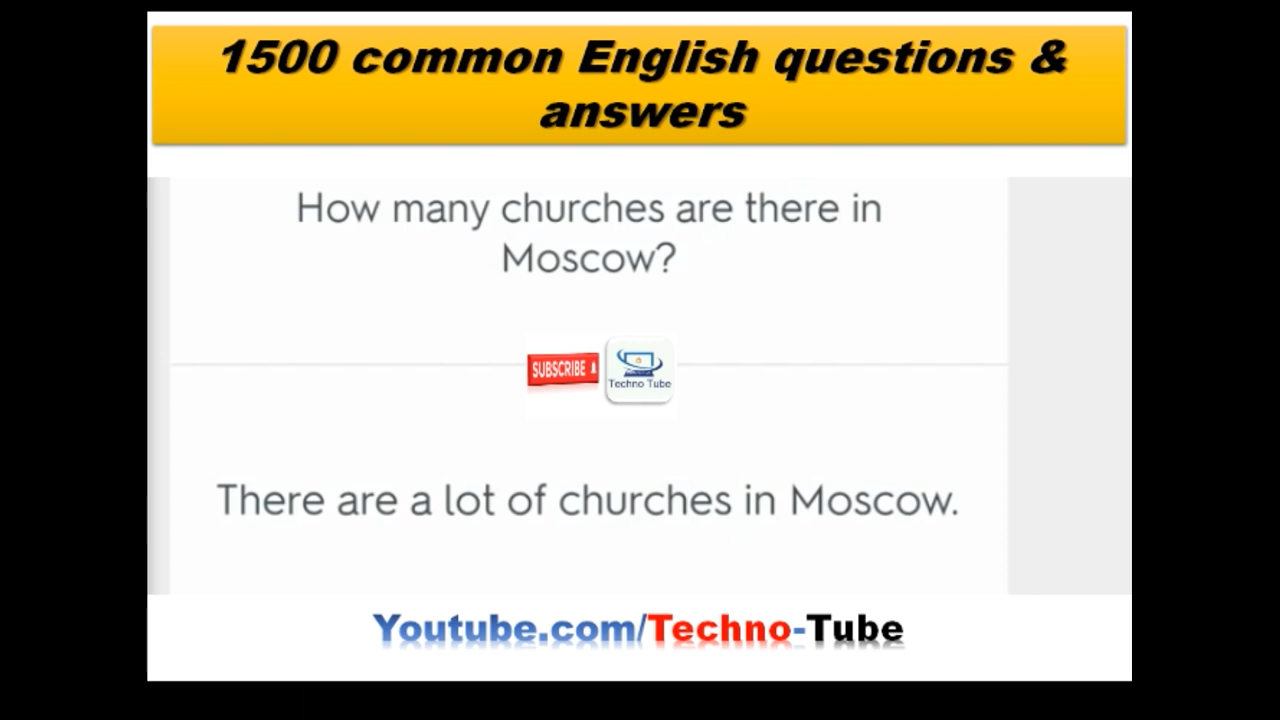 1500 common English questions &
answers
How many churches are there in
Moscow?
SUBSCRIBE
Techno Tube
There are a lot of churches in Moscow.
Youtube.com/Techno-Tube